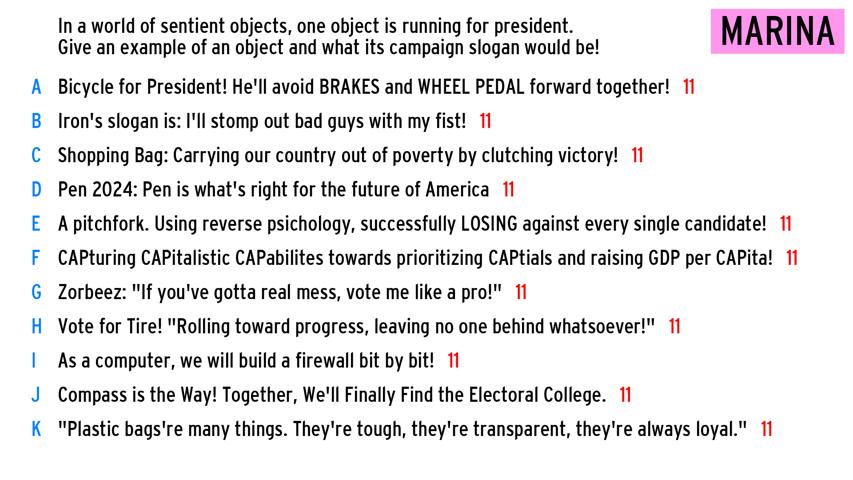 In a world of sentient objects, one object is running for president.
Give an example of an object and what its campaign slogan would be!
MARINA
A Bicycle for President! He'll avoid BRAKES and WHEEL PEDAL forward together! 11
B Iron's slogan is: I'll stomp out bad guys with my fist! 11
C Shopping Bag: Carrying our country out of poverty by clutching victory! 11
D Pen 2024: Pen is what's right for the future of America 11
E A pitchfork. Using reverse psichology, successfully LOSING against every single candidate! 11
F CAPturing CAPitalistic CAPabilites towards prioritizing CAPtials and raising GDP per CAPita! 11
G Zorbeez: "If you've gotta real mess, vote me like a pro!" 11
H Vote for Tire! "Rolling toward progress, leaving no one behind whatsoever!" 11
I As a computer, we will build a firewall bit by bit! 11
J Compass is the Way! Together, We'll Finally Find the Electoral College. 11
K "Plastic bags're many things. They're tough, they're transparent, they're always loyal." 11